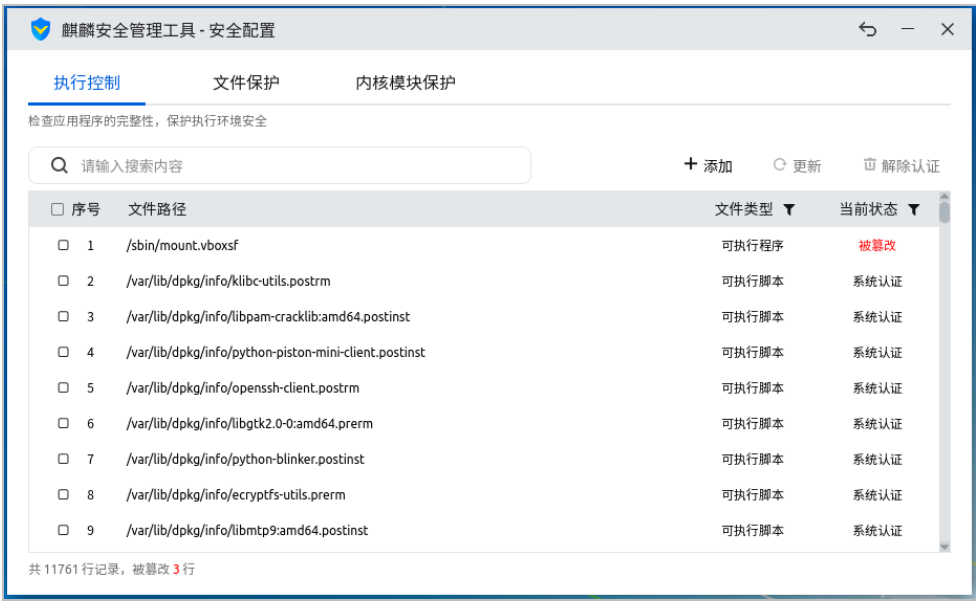 麒麟安全管理工具 - 安全配置
执行控制 文件保护 内核模块保护
检查应用程序的完整性，保护执行环境安全
请输入搜索内容 添加 更新 解除认证
序号 文件路径 文件类型 当前状态
1 /sbin/mount.vboxsf 可执行程序 被篡改
2 /var/lib/dpkg/info/klibc-utils.postrm 可执行脚本 系统认证
3 /var/lib/dpkg/info/libpam-cracklib:amd64.postinst 可执行脚本 系统认证
4 /var/lib/dpkg/info/python-piston-mini-client.postinst 可执行脚本 系统认证
5 /var/lib/dpkg/info/openssh-client.postrm 可执行脚本 系统认证
6 /var/lib/dpkg/info/libgtk2.0-0:amd64.prerm 可执行脚本 系统认证
7 /var/lib/dpkg/info/python-blinker.postinst 可执行脚本 系统认证
8 /var/lib/dpkg/info/ecryptfs-utils.prerm 可执行脚本 系统认证
9 /var/lib/dpkg/info/libmtp9:amd64.postinst 可执行脚本 系统认证
共 11761 行记录，被篡改 3 行